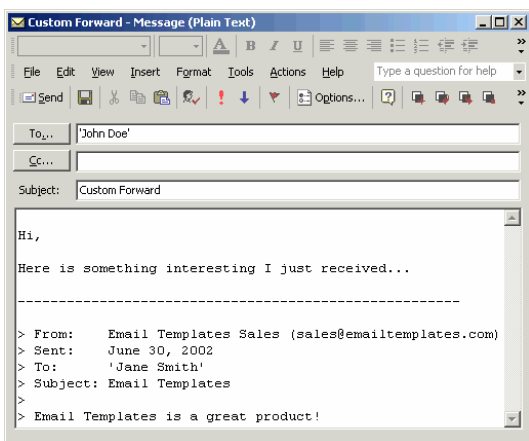 Custom Forward - Message (Plain Text)
A B I U
File Edit View Insert Format Tools Actions Help Type a question for help
Send Options...
To... 'John Doe'
Cc...
Subject: Custom Forward
Hi,
Here is something interesting I just received...
-------------------------------------------------------
> From: Email Templates Sales (sales@emailtemplates.com)
> Sent: June 30, 2002
> To: 'Jane Smith'
> Subject: Email Templates
>
> Email Templates is a great product!